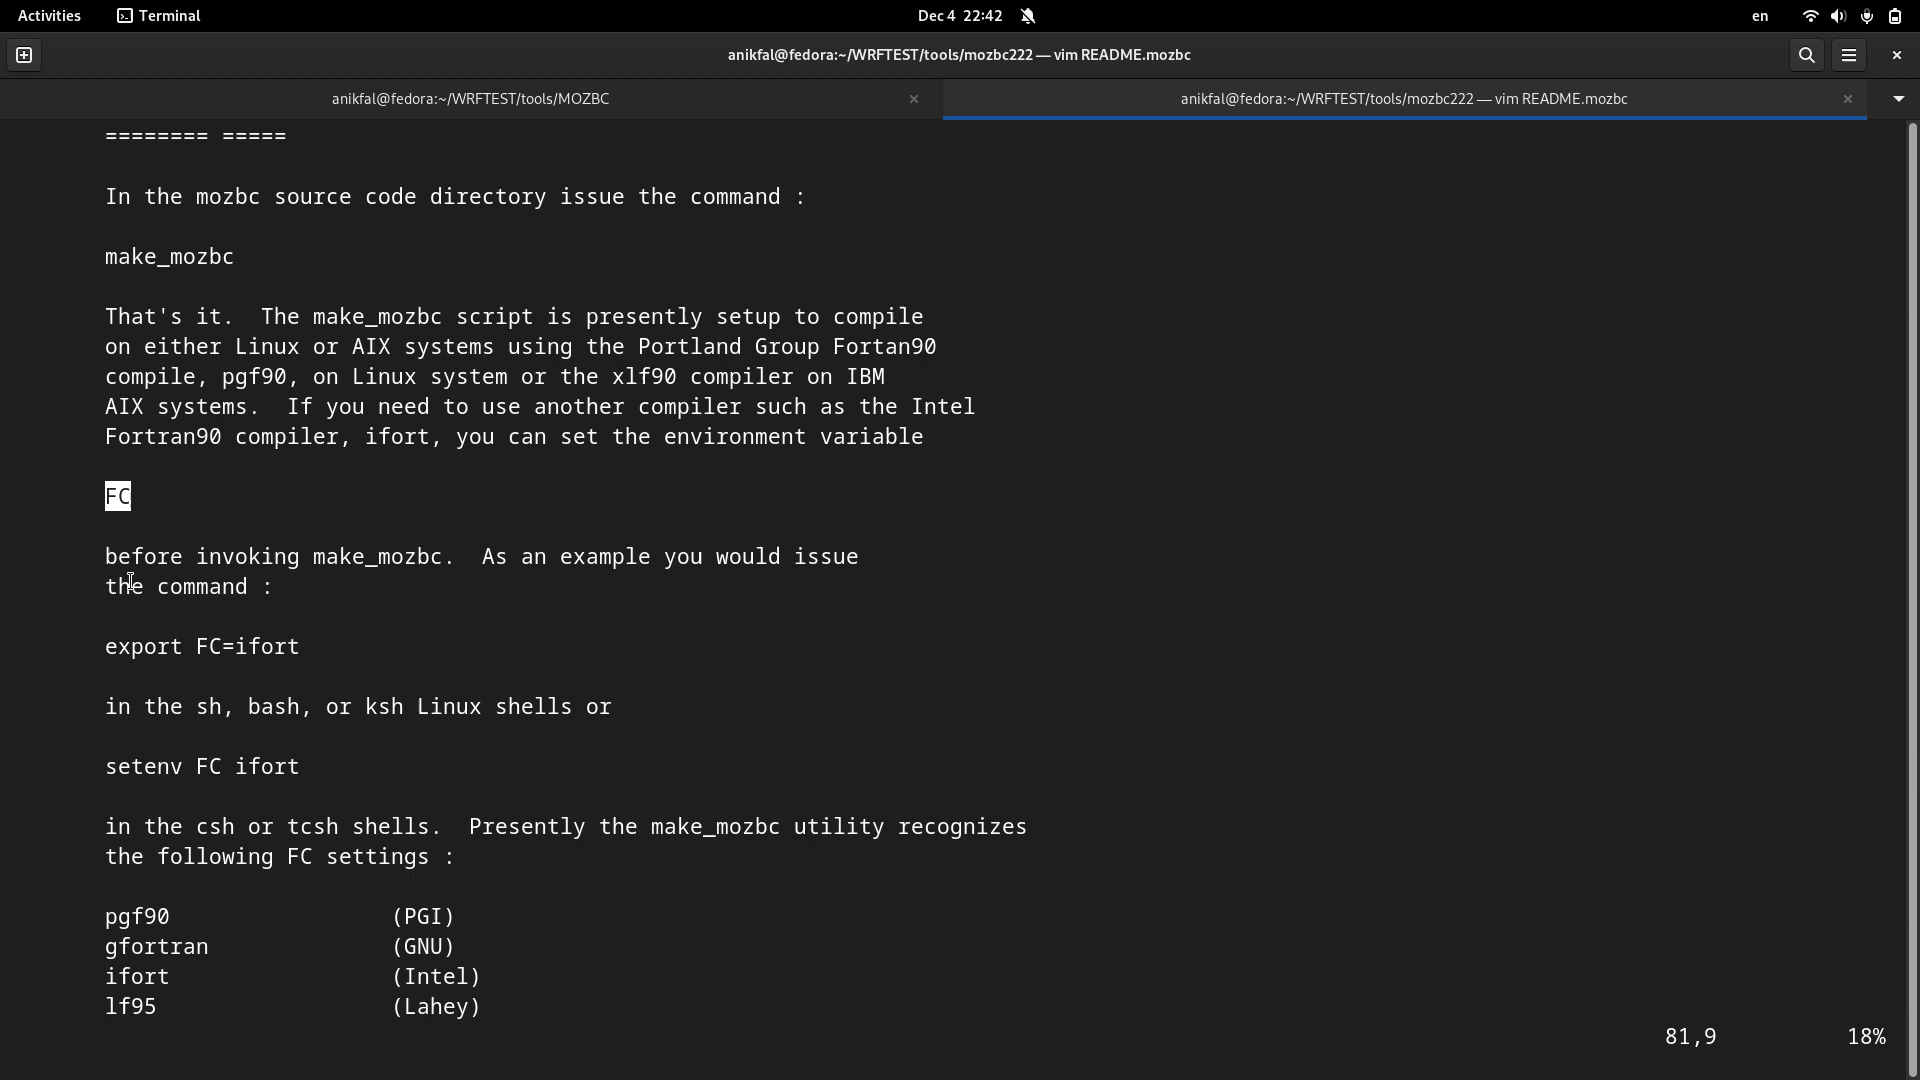 Activities
Terminal
Dec 4 22:42
en
anikfal@fedora:~/WRFTEST/tools/mozbc222 — vim README.mozbc
anikfal@fedora:~/WRFTEST/tools/MOZBC
anikfal@fedora:~/WRFTEST/tools/mozbc222 — vim README.mozbc
======== =====
In the mozbc source code directory issue the command :
make_mozbc
That's it.  The make_mozbc script is presently setup to compile
on either Linux or AIX systems using the Portland Group Fortan90
compile, pgf90, on Linux system or the xlf90 compiler on IBM
AIX systems.  If you need to use another compiler such as the Intel
Fortran90 compiler, ifort, you can set the environment variable
FC
before invoking make_mozbc.  As an example you would issue
the command :
export FC=ifort
in the sh, bash, or ksh Linux shells or
setenv FC ifort
in the csh or tcsh shells.  Presently the make_mozbc utility recognizes
the following FC settings :
pgf90                 (PGI)
gfortran              (GNU)
ifort                 (Intel)
lf95                  (Lahey)
81,9          18%